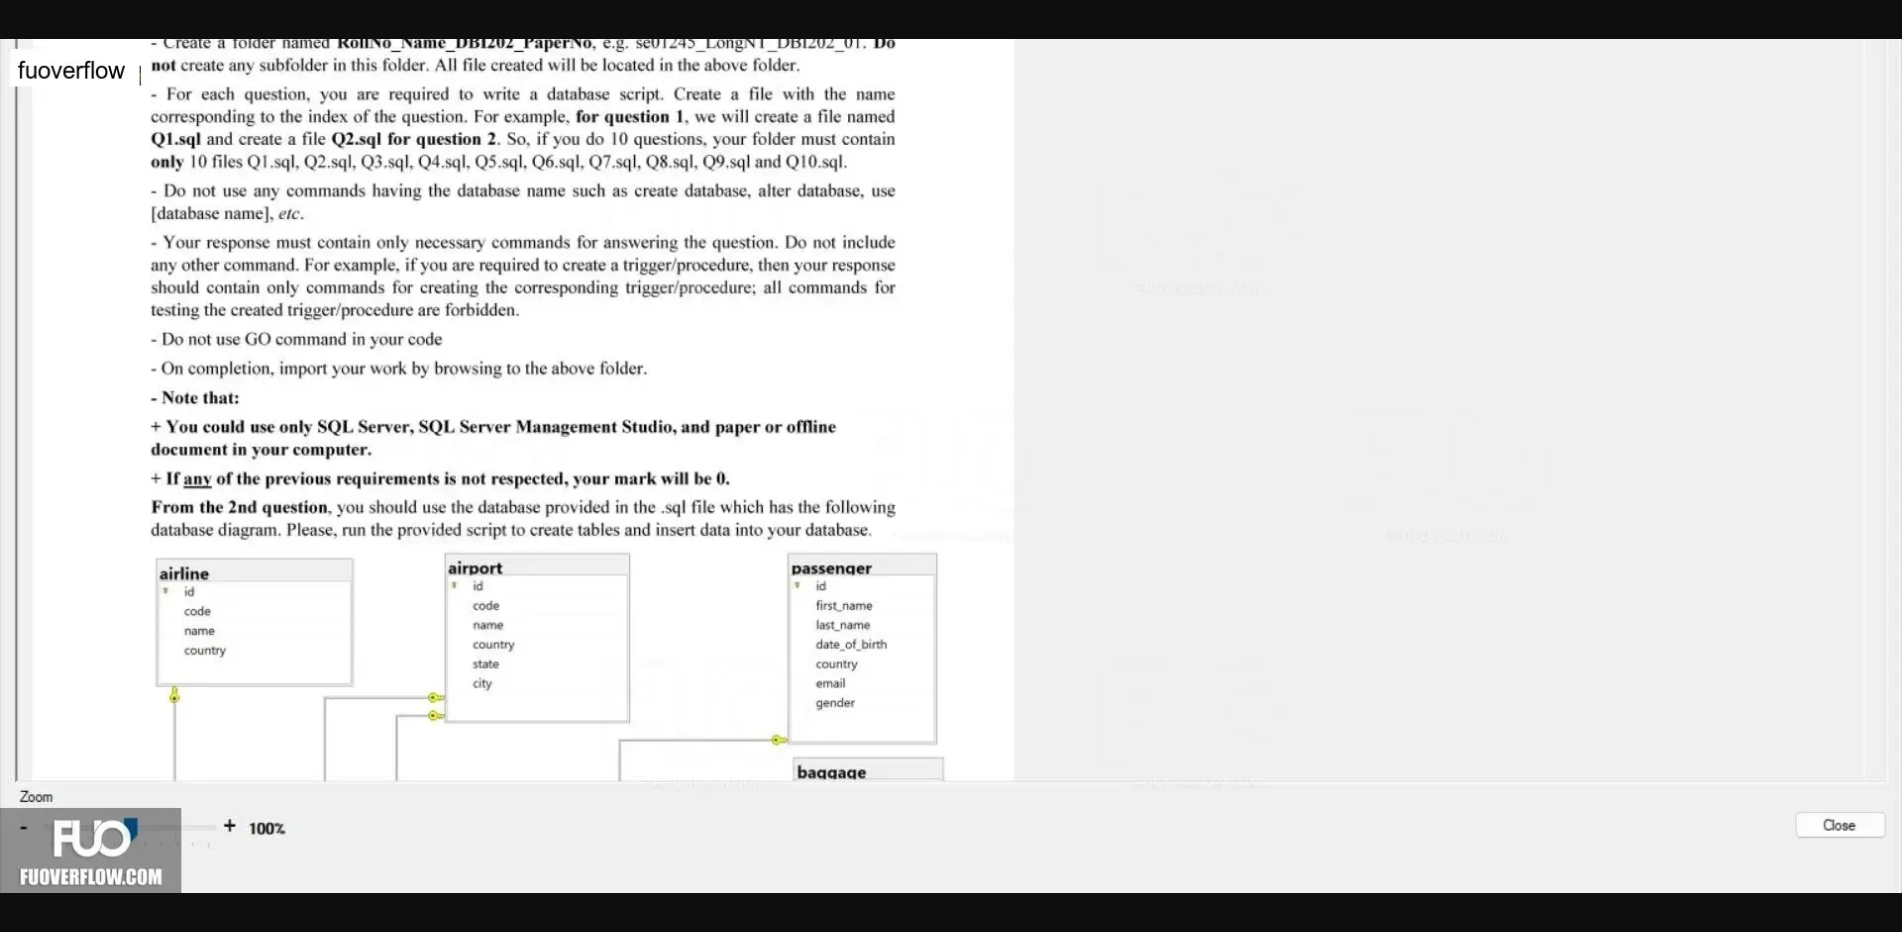 - Create a folder named RollNo_Name_DBI202_PaperNo, e.g. se01245_LongNT_DBI202_01. Do
fuoverflow
not create any subfolder in this folder. All file created will be located in the above folder.
- For each question, you are required to write a database script. Create a file with the name
corresponding to the index of the question. For example, for question 1, we will create a file named
Q1.sql and create a file Q2.sql for question 2. So, if you do 10 questions, your folder must contain
only 10 files Q1.sql, Q2.sql, Q3.sql, Q4.sql, Q5.sql, Q6.sql, Q7.sql, Q8.sql, Q9.sql and Q10.sql.
- Do not use any commands having the database name such as create database, alter database, use
[database name], etc.
- Your response must contain only necessary commands for answering the question. Do not include
any other command. For example, if you are required to create a trigger/procedure, then your response
should contain only commands for creating the corresponding trigger/procedure; all commands for
testing the created trigger/procedure are forbidden.
- Do not use GO command in your code
- On completion, import your work by browsing to the above folder.
- Note that:
+ You could use only SQL Server, SQL Server Management Studio, and paper or offline
document in your computer.
+ If any of the previous requirements is not respected, your mark will be 0.
From the 2nd question, you should use the database provided in the .sql file which has the following
database diagram. Please, run the provided script to create tables and insert data into your database.
airline
id
code
name
country
airport
id
code
name
country
state
city
passenger
id
first_name
last_name
date_of_birth
country
email
gender
baggage
Zoom
- + 100%
Close
FUO
FUOVERFLOW.COM